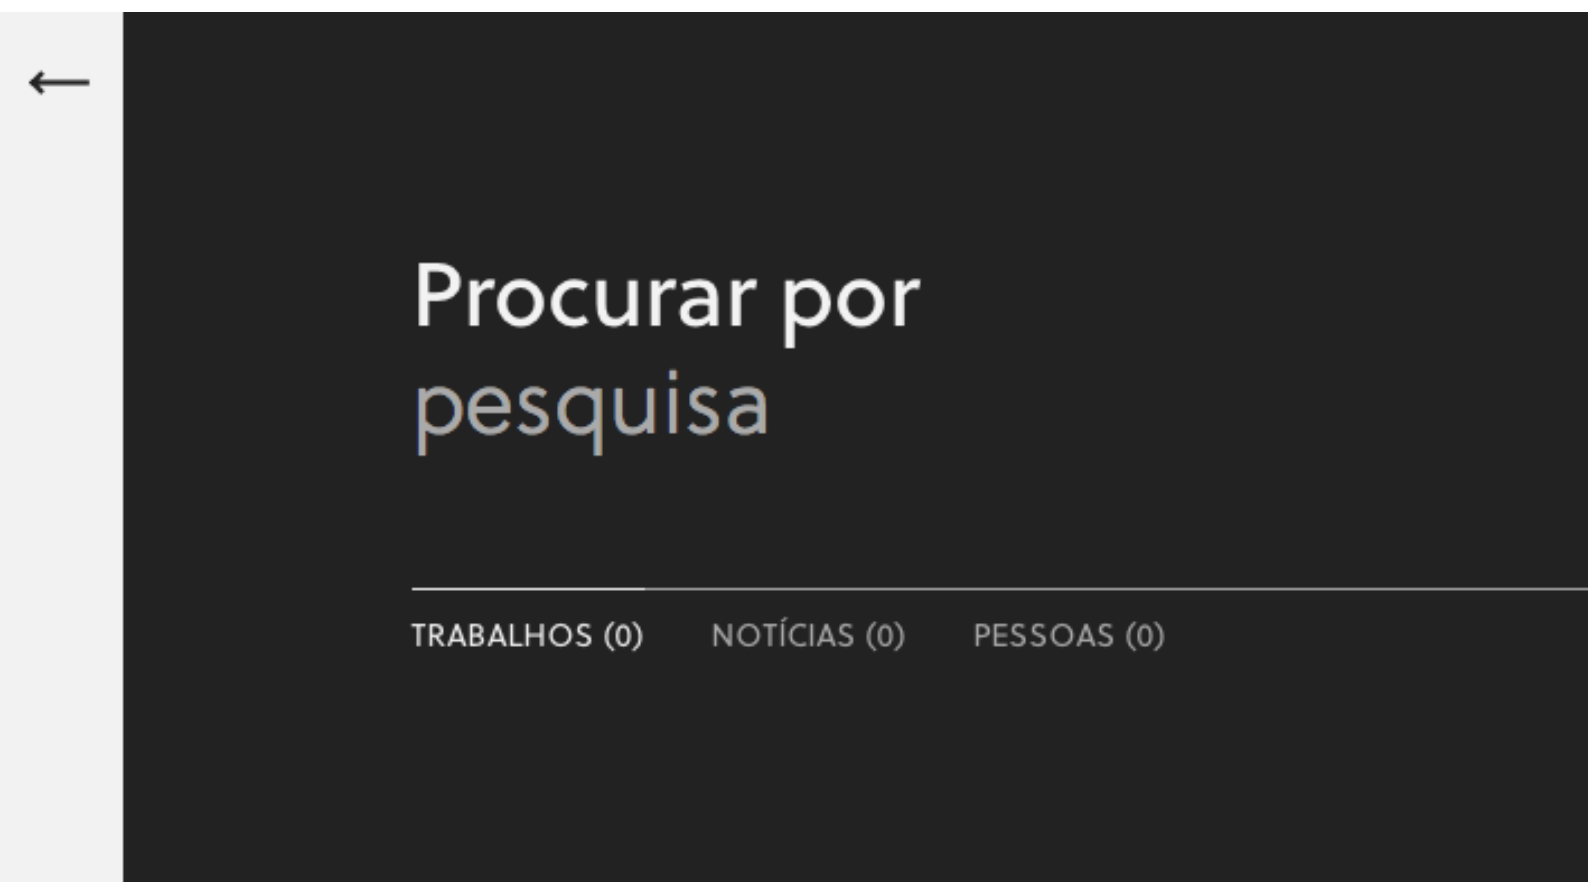 Procurar por
pesquisa
TRABALHOS (0) NOTÍCIAS (0) PESSOAS (0)